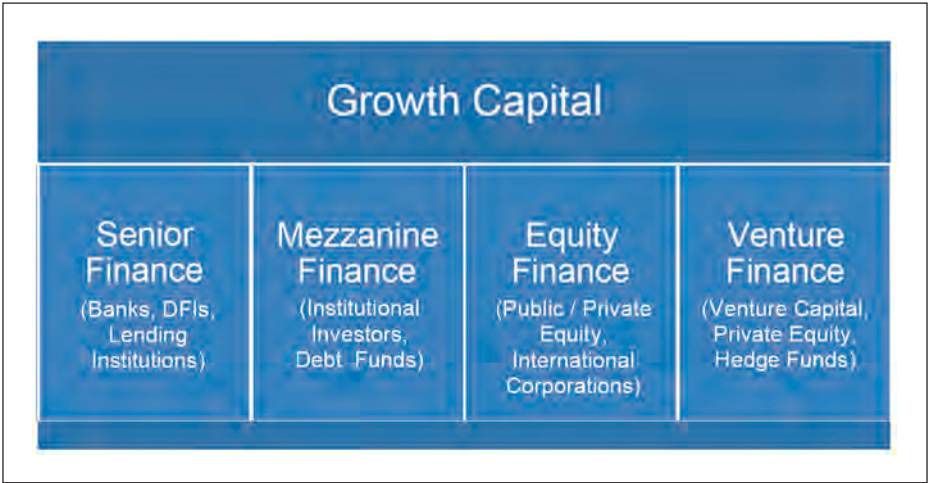 Growth Capital
Senior
Finance
(Banks, DFIs,
Lending
Institutions)
Mezzanine
Finance
(Institutional
Investors,
Debt Funds)
Equity
Finance
(Public / Private
Equity,
International
Corporations)
Venture
Finance
(Venture Capital,
Private Equity,
Hedge Funds)